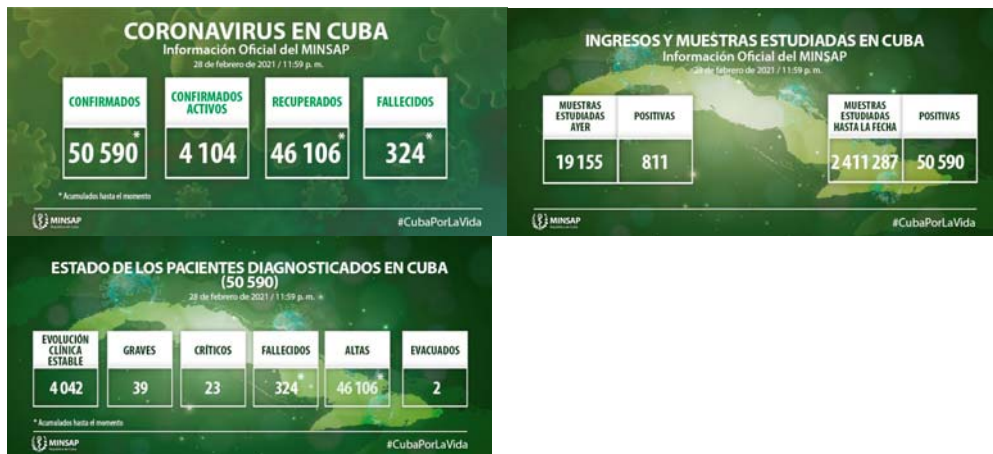 CORONAVIRUS EN CUBA
Información Oficial del MINSAP
28 de febrero de 2021 / 11:59 p. m.
CONFIRMADOS
50 590*
CONFIRMADOS
ACTIVOS
4 104
RECUPERADOS
46 106*
FALLECIDOS
324*
* Acumulados hasta el momento
MINSAP
#CubaPorLaVida
INGRESOS Y MUESTRAS ESTUDIADAS EN CUBA
Información Oficial del MINSAP
28 de febrero de 2021 / 11:59 p. m.
MUESTRAS
ESTUDIADAS
AYER
19 155
POSITIVAS
811
MUESTRAS
ESTUDIADAS
HASTA LA FECHA
2 411 287
POSITIVAS
50 590
MINSAP
#CubaPorLaVida
ESTADO DE LOS PACIENTES DIAGNOSTICADOS EN CUBA
(50 590)
28 de febrero de 2021 / 11:59 p. m.
EVOLUCIÓN
CLÍNICA
ESTABLE
4 042
GRAVES
39
CRÍTICOS
23
FALLECIDOS
324*
ALTAS
46 106*
EVACUADOS
2
* Acumulados hasta el momento
MINSAP
#CubaPorLaVida